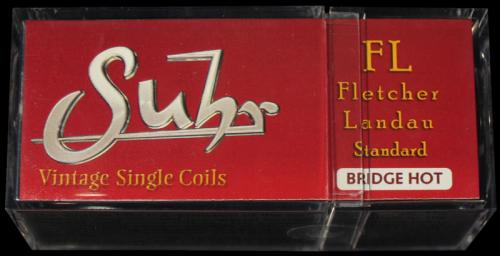 Suhr
Vintage Single Coils
FL
Fletcher
Landau
Standard
BRIDGE HOT